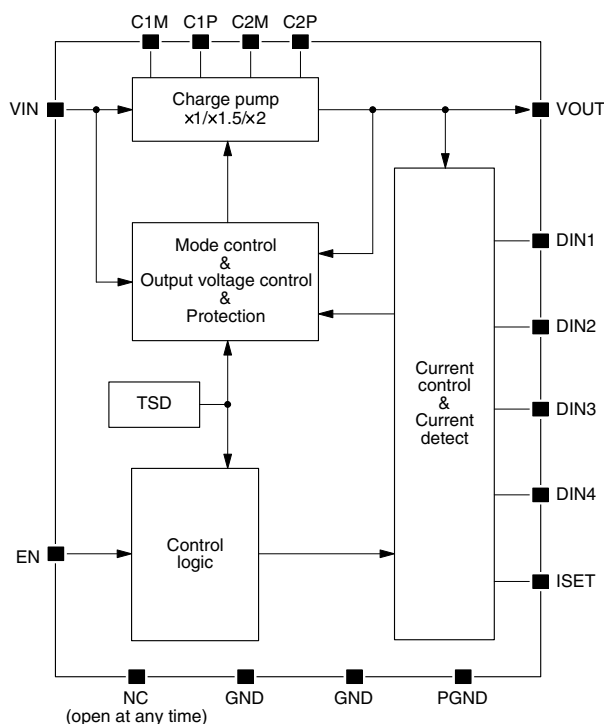 C1M C1P C2M C2P
VIN
Charge pump
×1/×1.5/×2
VOUT
Mode control
&
Output voltage control
&
Protection
DIN1
DIN2
TSD
Current
control
&
Current
detect
DIN3
DIN4
EN
Control
logic
ISET
NC
(open at any time)
GND
GND
PGND